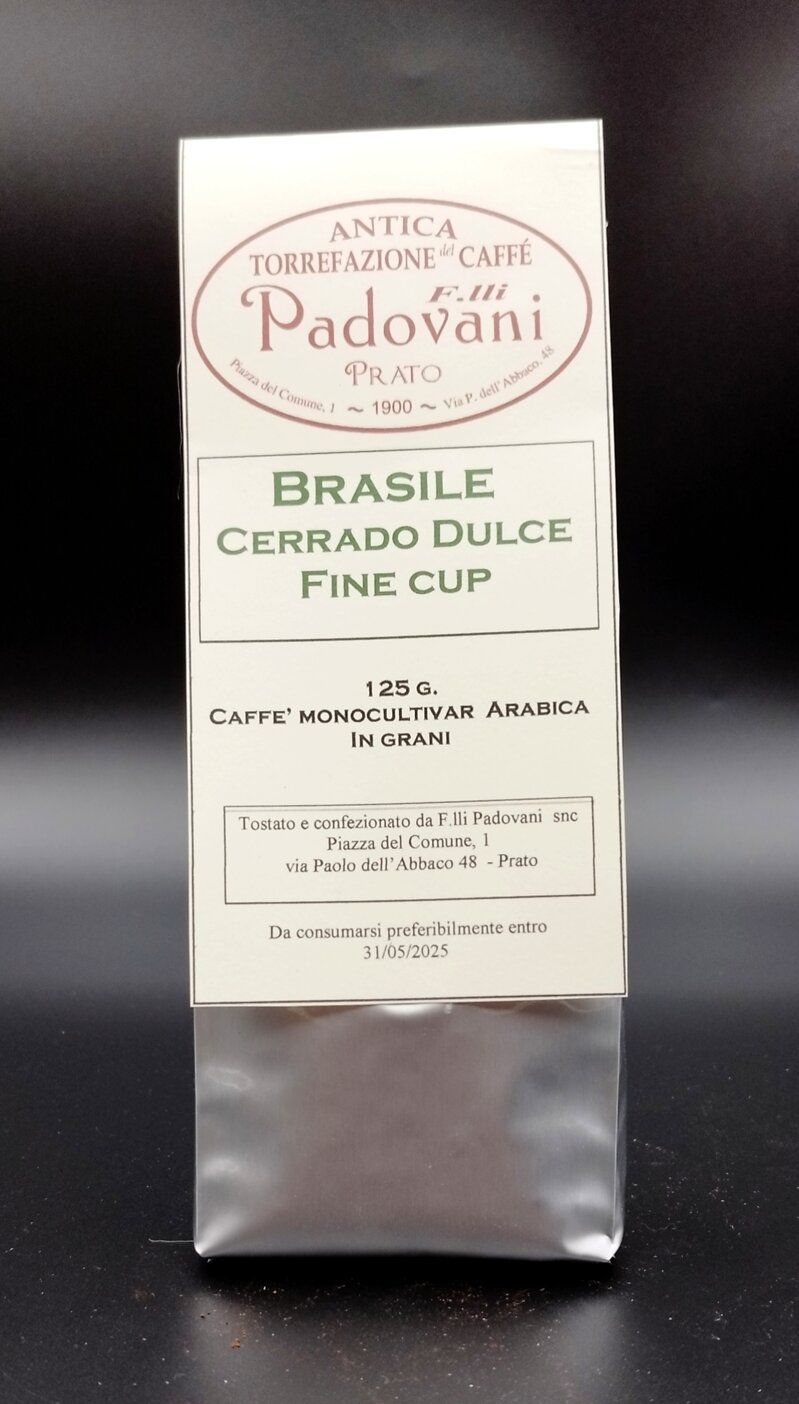 ANTICA
TORREFAZIONE del CAFFÉ
F.lli
Padovani
PRATO
Piazza del Comune, 1 ~ 1900 ~ Via P. dell'Abbaco, 48
BRASILE
CERRADO DULCE
FINE CUP
125 G.
CAFFE' MONOCULTIVAR ARABICA
IN GRANI
Tostato e confezionato da F.lli Padovani snc
Piazza del Comune, 1
via Paolo dell'Abbaco 48 - Prato
Da consumarsi preferibilmente entro
31/05/2025